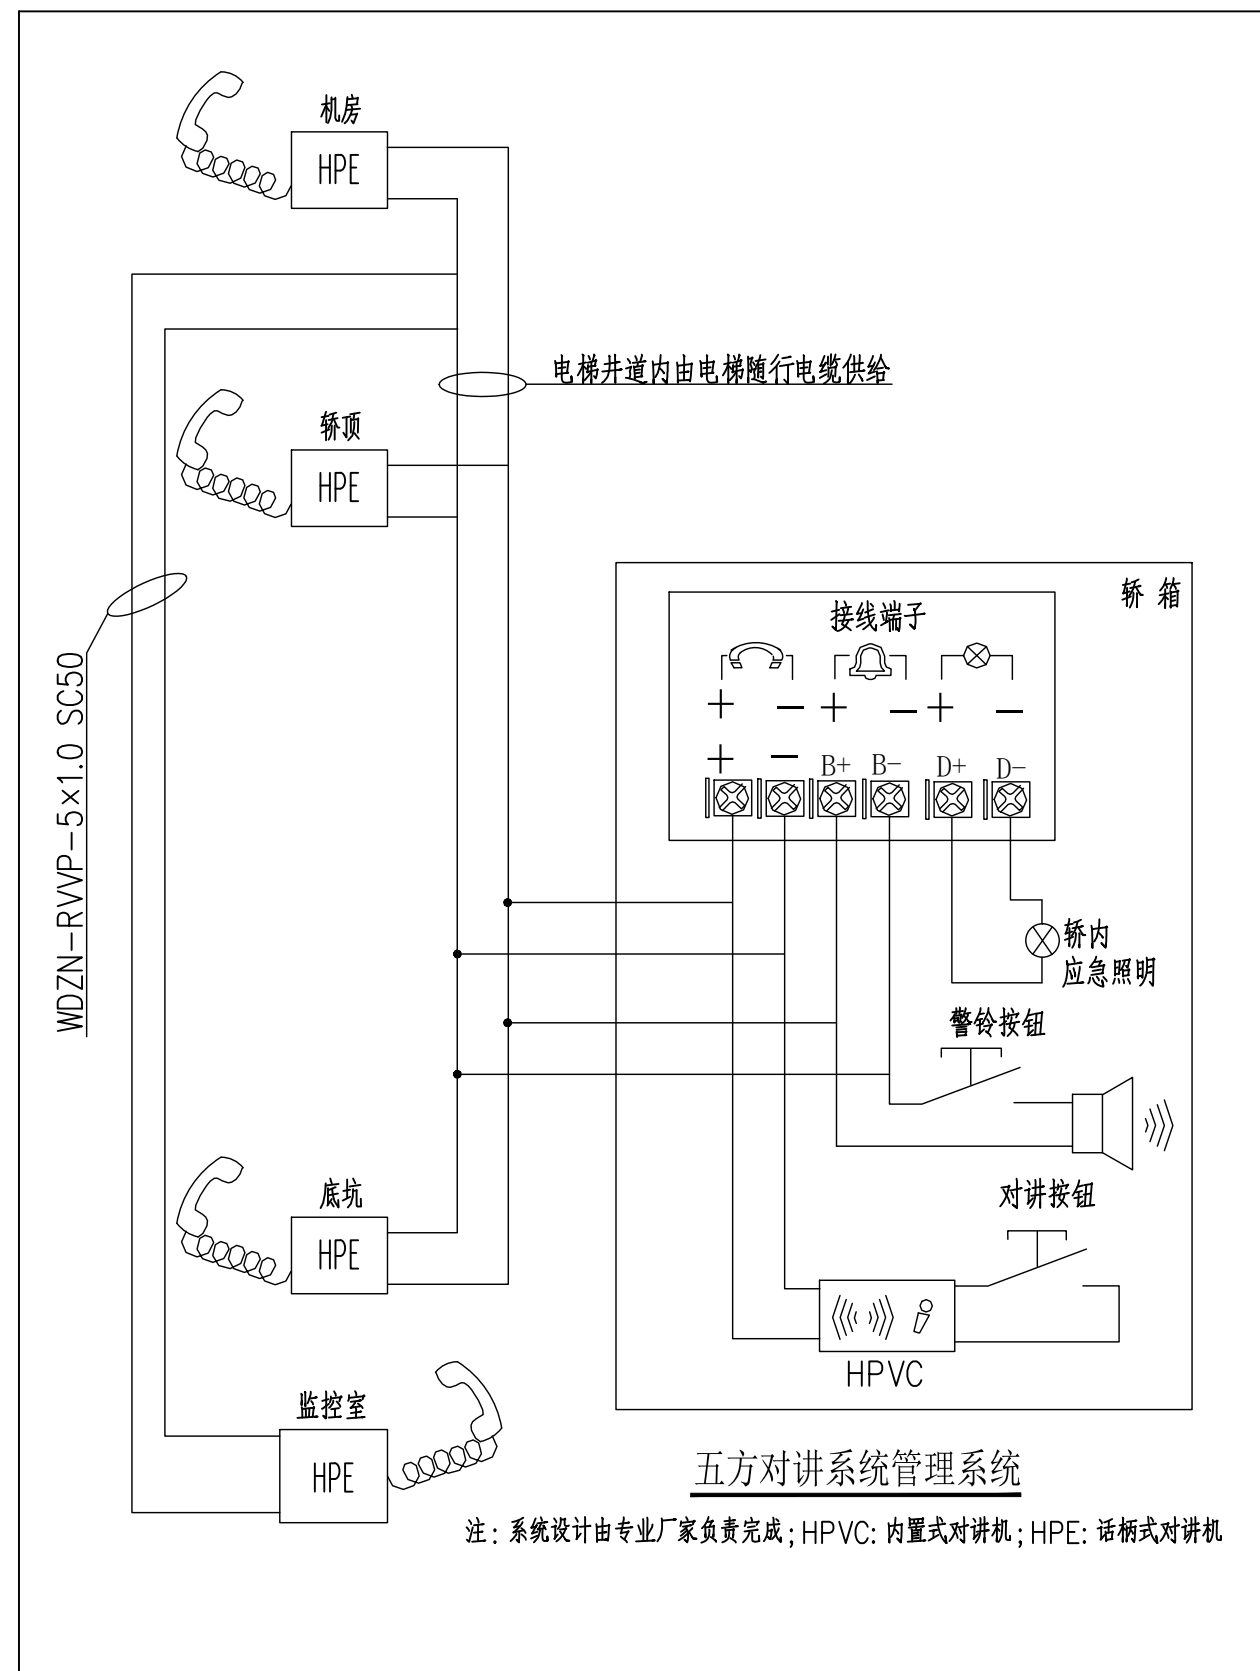 机房
HPE
电梯井道内由电梯随行电缆供给
轿顶
HPE
轿 箱
接线端子
+ − + − + −
+ − B+ B− D+ D−
WDZN-RVVP-5×1.0 SC50
轿内
应急照明
警铃按钮
底坑
HPE
对讲按钮
HPVC
监控室
HPE
五方对讲系统管理系统
注: 系统设计由专业厂家负责完成; HPVC: 内置式对讲机; HPE: 话柄式对讲机